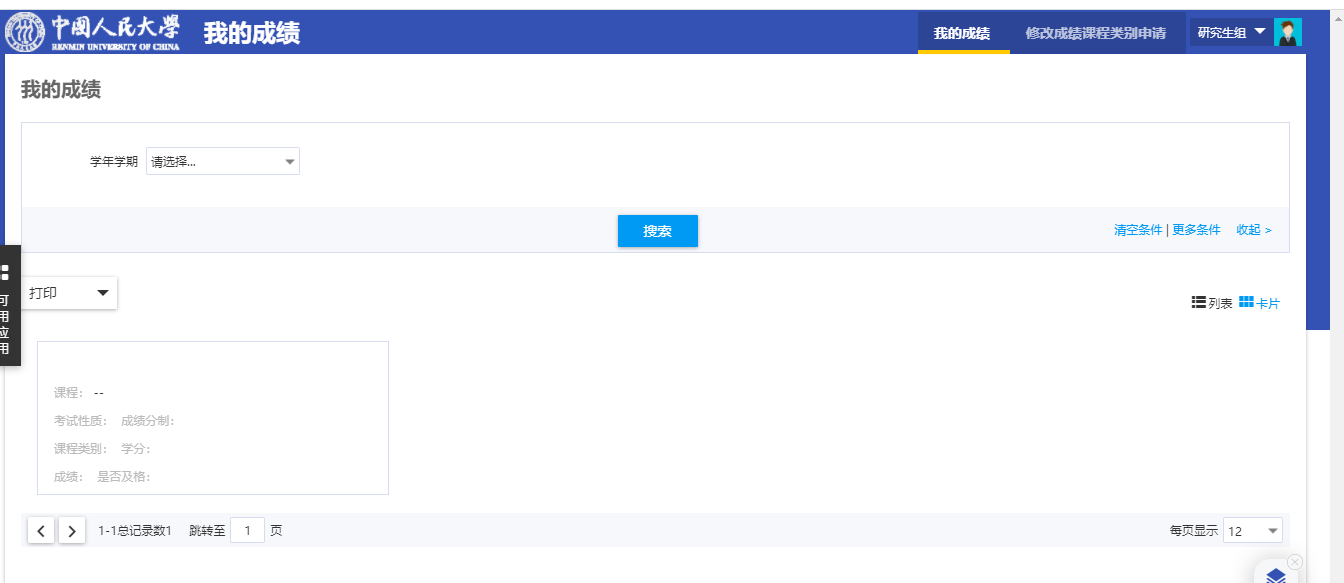 中國人民大學
RENMIN UNIVERSITY OF CHINA
我的成绩
我的成绩 修改成绩课程类别申请 研究生组
我的成绩
学年学期 请选择...
搜索
清空条件 | 更多条件 收起 >
可用应用
打印
列表 卡片
课程: --
考试性质: 成绩分制:
课程类别: 学分:
成绩: 是否及格:
1-1总记录数1 跳转至 1 页
每页显示 12